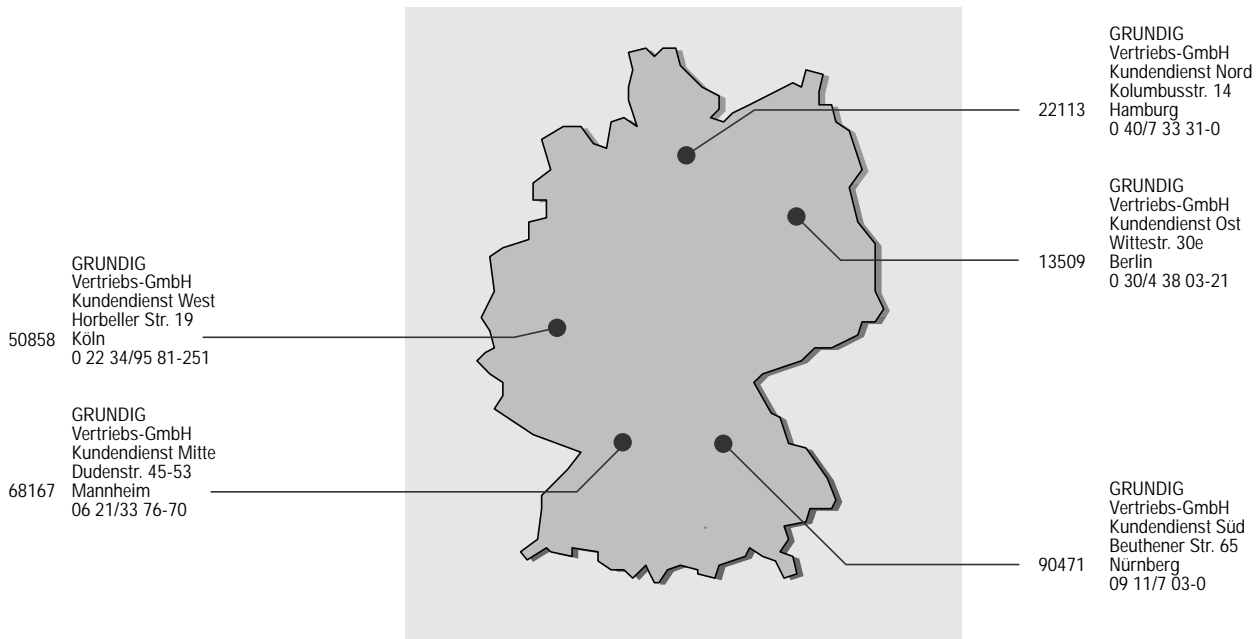 GRUNDIG
Vertriebs-GmbH
Kundendienst Nord
Kolumbusstr. 14
22113 Hamburg
0 40/7 33 31-0
GRUNDIG
Vertriebs-GmbH
Kundendienst Ost
Wittestr. 30e
13509 Berlin
0 30/4 38 03-21
GRUNDIG
Vertriebs-GmbH
Kundendienst West
Horbeller Str. 19
50858 Köln
0 22 34/95 81-251
GRUNDIG
Vertriebs-GmbH
Kundendienst Mitte
Dudenstr. 45-53
68167 Mannheim
06 21/33 76-70
GRUNDIG
Vertriebs-GmbH
Kundendienst Süd
Beuthener Str. 65
90471 Nürnberg
09 11/7 03-0